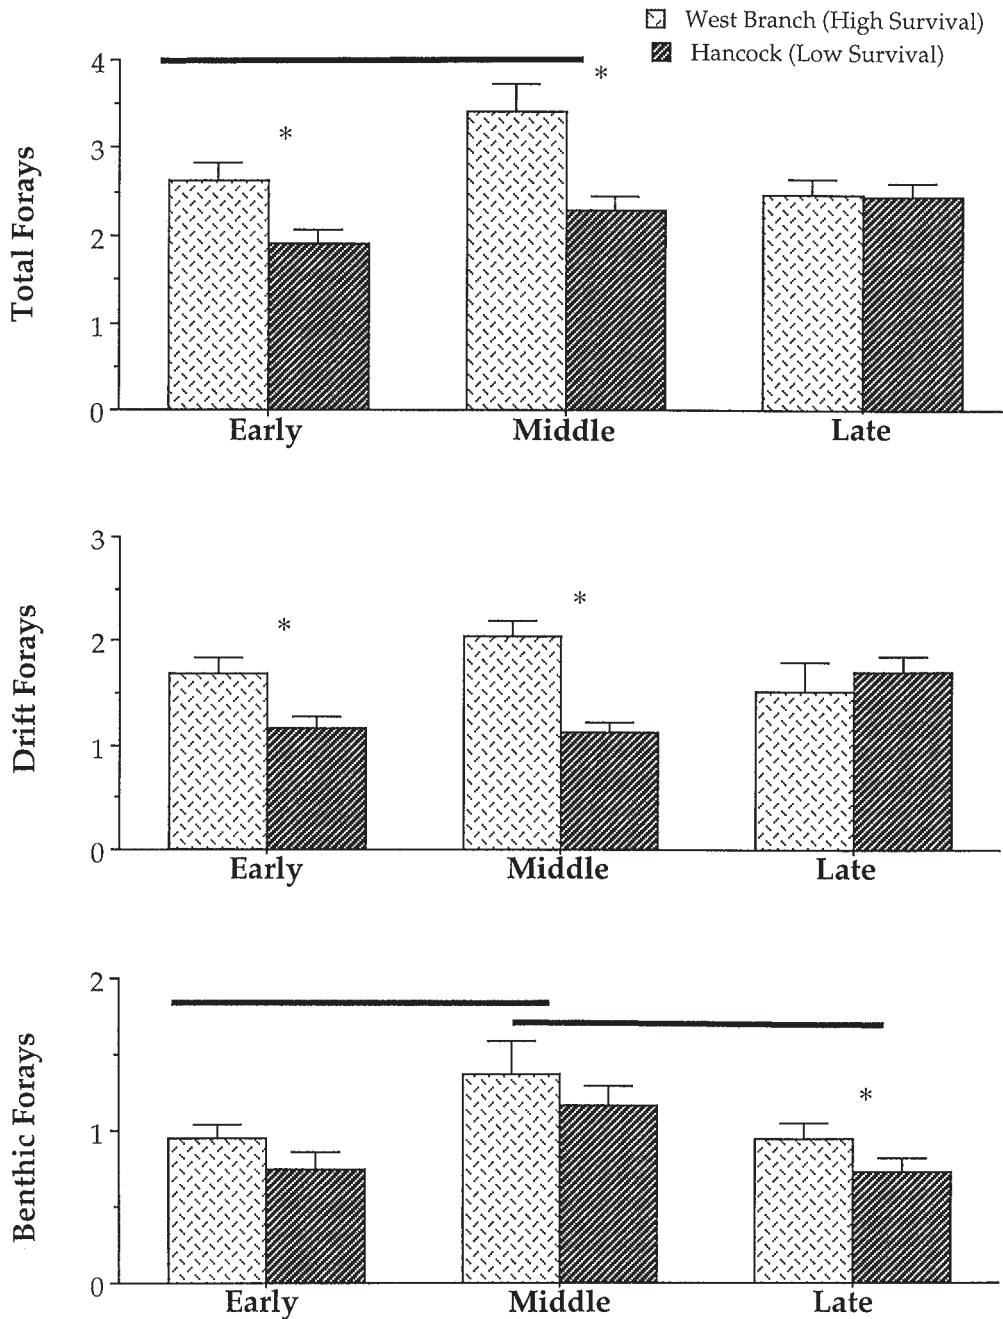 West Branch (High Survival)
Hancock (Low Survival)
Total Forays
4
3
2
1
0
*
*
Early Middle Late
Drift Forays
3
2
1
0
*
*
Early Middle Late
Benthic Forays
2
1
0
*
Early Middle Late